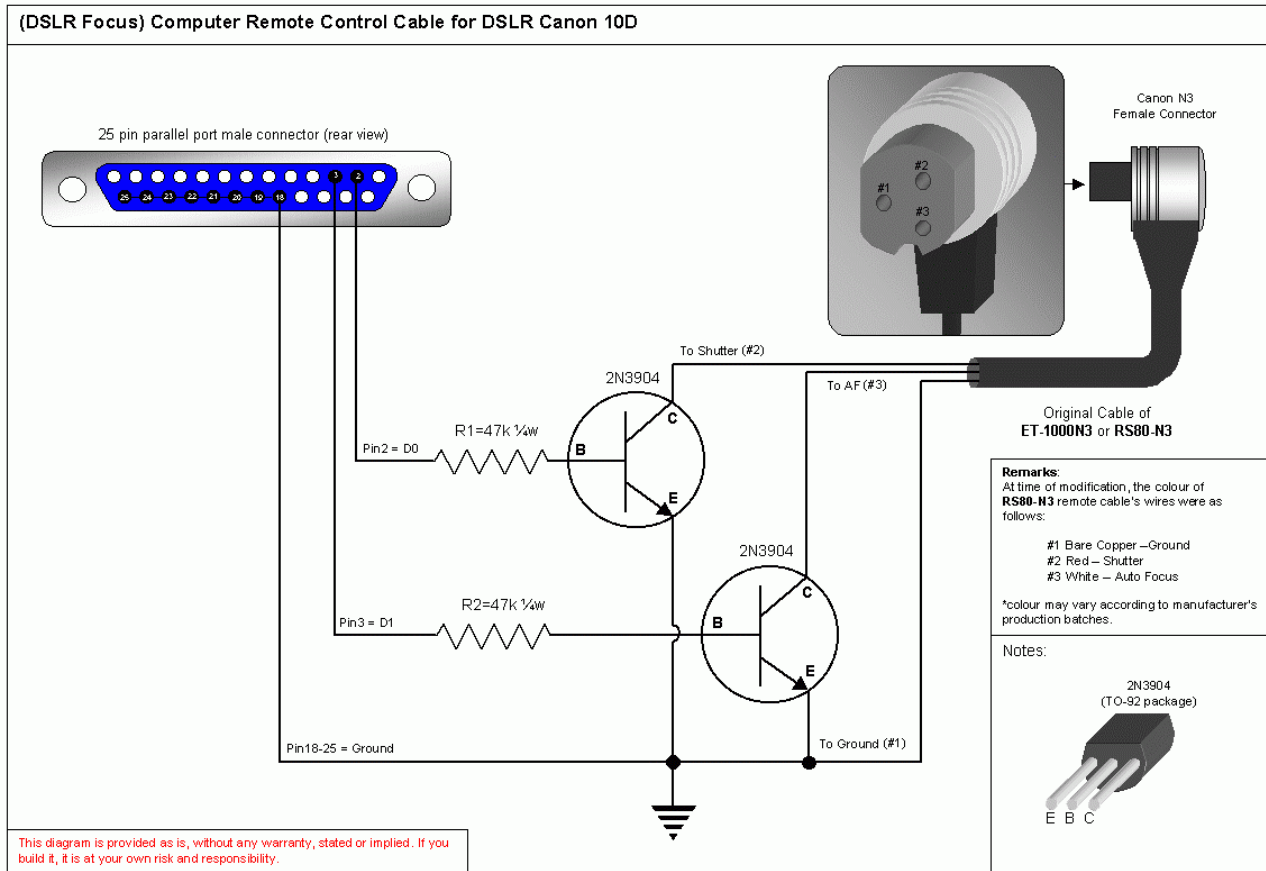 (DSLR Focus) Computer Remote Control Cable for DSLR Canon 10D
25 pin parallel port male connector (rear view)
3 2
25 24 23 22 21 20 19 18
#2
#1
#3
Canon N3
Female Connector
To Shutter (#2)
To AF (#3)
2N3904
C
B
E
R1=47k ¼w
Pin2 = D0
Original Cable of
ET-1000N3 or RS80-N3
2N3904
C
B
E
R2=47k ¼w
Pin3 = D1
Pin18-25 = Ground
To Ground (#1)
Remarks:
At time of modification, the colour of
RS80-N3 remote cable's wires were as
follows:
#1 Bare Copper –Ground
#2 Red – Shutter
#3 White – Auto Focus
*colour may vary according to manufacturer's
production batches.
Notes:
2N3904
(TO-92 package)
E B C
This diagram is provided as is, without any warranty, stated or implied. If you
build it, it is at your own risk and responsibility.